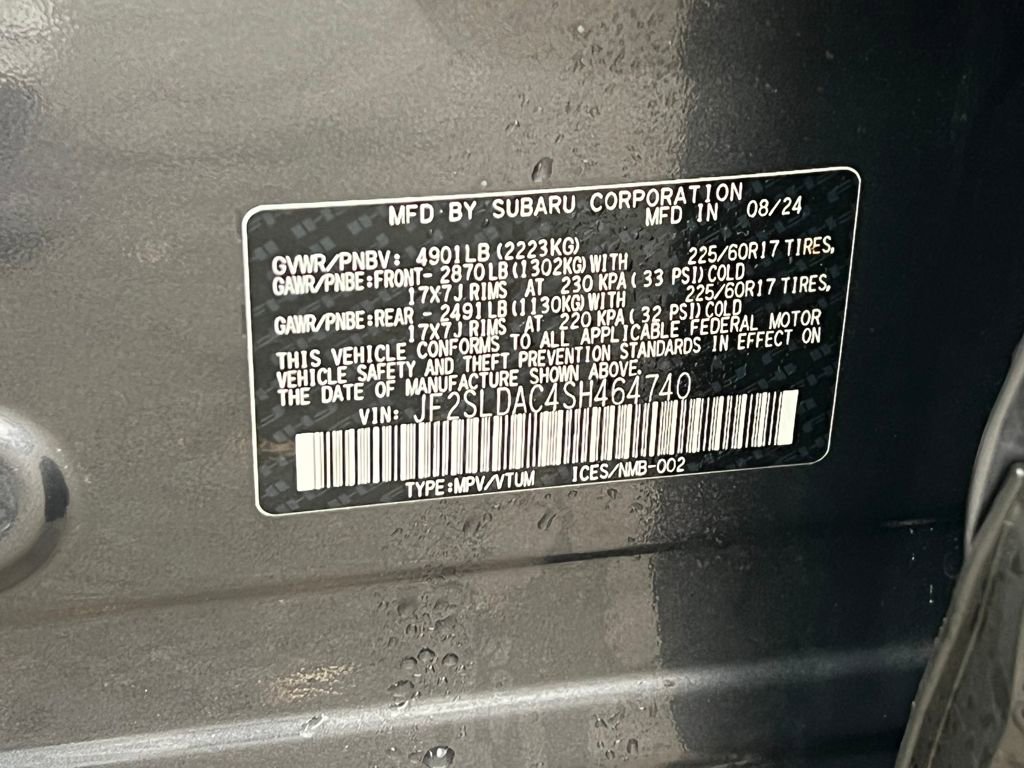 MFD BY SUBARU CORPORATION
MFD IN 08/24
GVWR/PNBV: 4901LB(2223KG)
GAWR/PNBE:FRONT- 2870LB(1302KG)WITH 225/60R17 TIRES,
17X7J RIMS AT 230 KPA( 33 PSI)COLD
GAWR/PNBE:REAR - 2491LB(1130KG)WITH 225/60R17 TIRES,
17X7J RIMS AT 220 KPA( 32 PSI)COLD
THIS VEHICLE CONFORMS TO ALL APPLICABLE FEDERAL MOTOR
VEHICLE SAFETY AND THEFT PREVENTION STANDARDS IN EFFECT ON
THE DATE OF MANUFACTURE SHOWN ABOVE.
VIN: JF2SLDAC4SH464740
TYPE:MPV/VTUM ICES/NMB-002